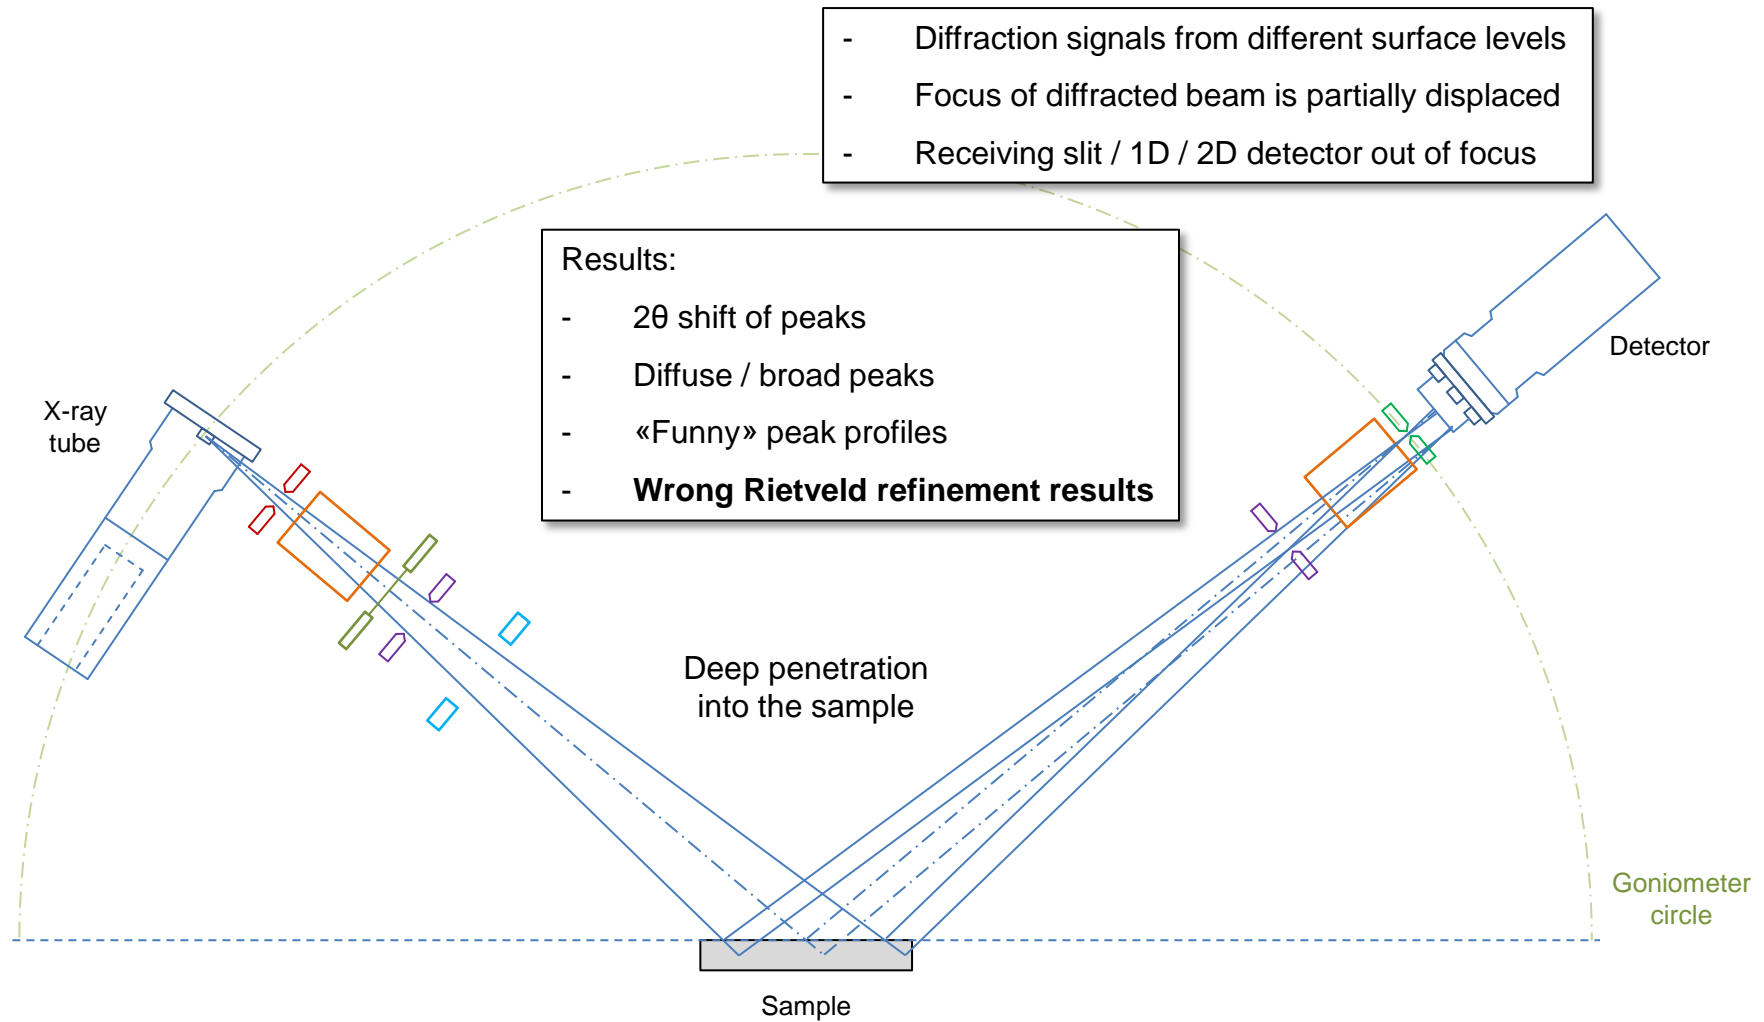 - Diffraction signals from different surface levels
- Focus of diffracted beam is partially displaced
- Receiving slit / 1D / 2D detector out of focus
Results:
- 2θ shift of peaks
- Diffuse / broad peaks
- «Funny» peak profiles
- Wrong Rietveld refinement results
Detector
X-ray
tube
Deep penetration
into the sample
Goniometer
circle
Sample